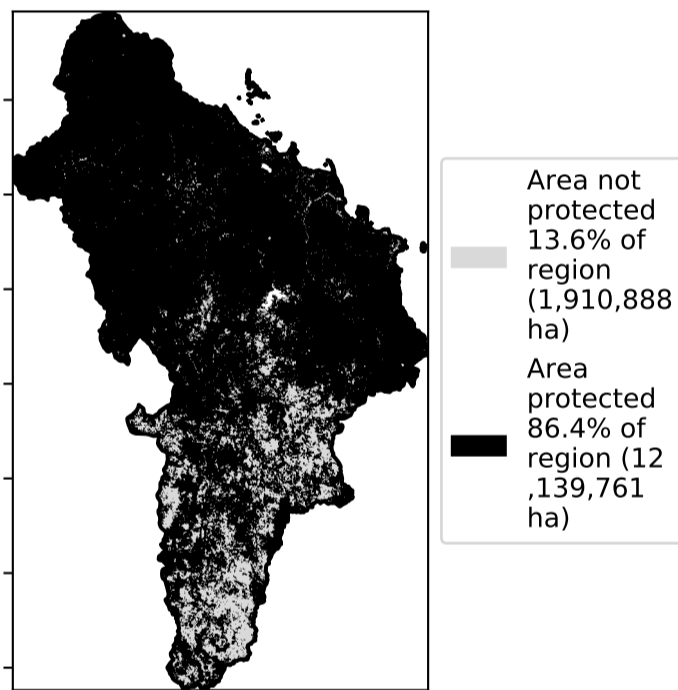 Area not
protected
13.6% of
region
(1,910,888
ha)
Area
protected
86.4% of
region (12
,139,761
ha)